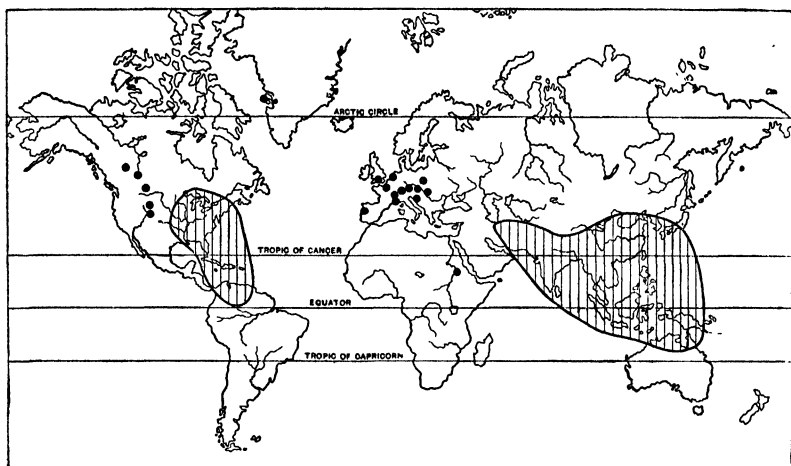 ARCTIC CIRCLE
TROPIC OF CANCER
EQUATOR
TROPIC OF CAPRICORN